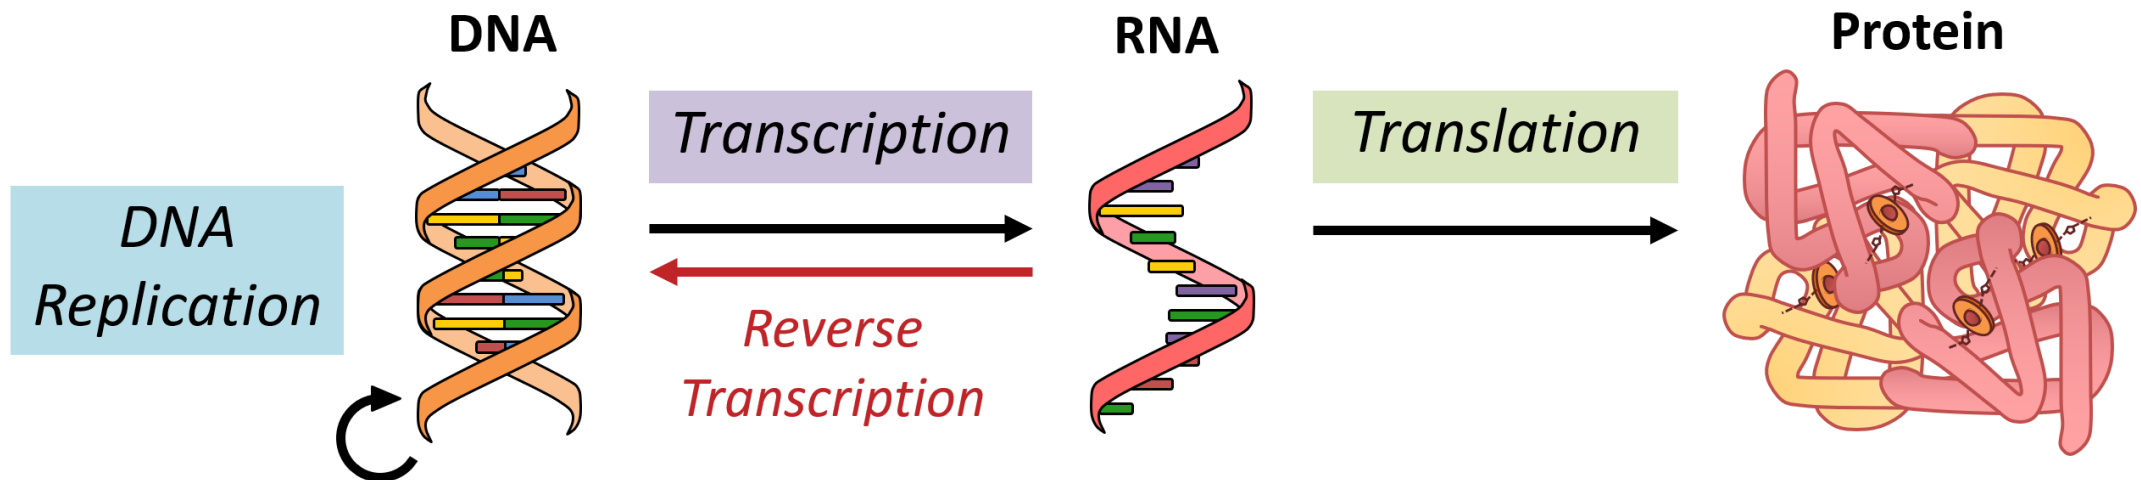 DNA
RNA
Protein
Transcription
Translation
DNA
Replication
Reverse
Transcription